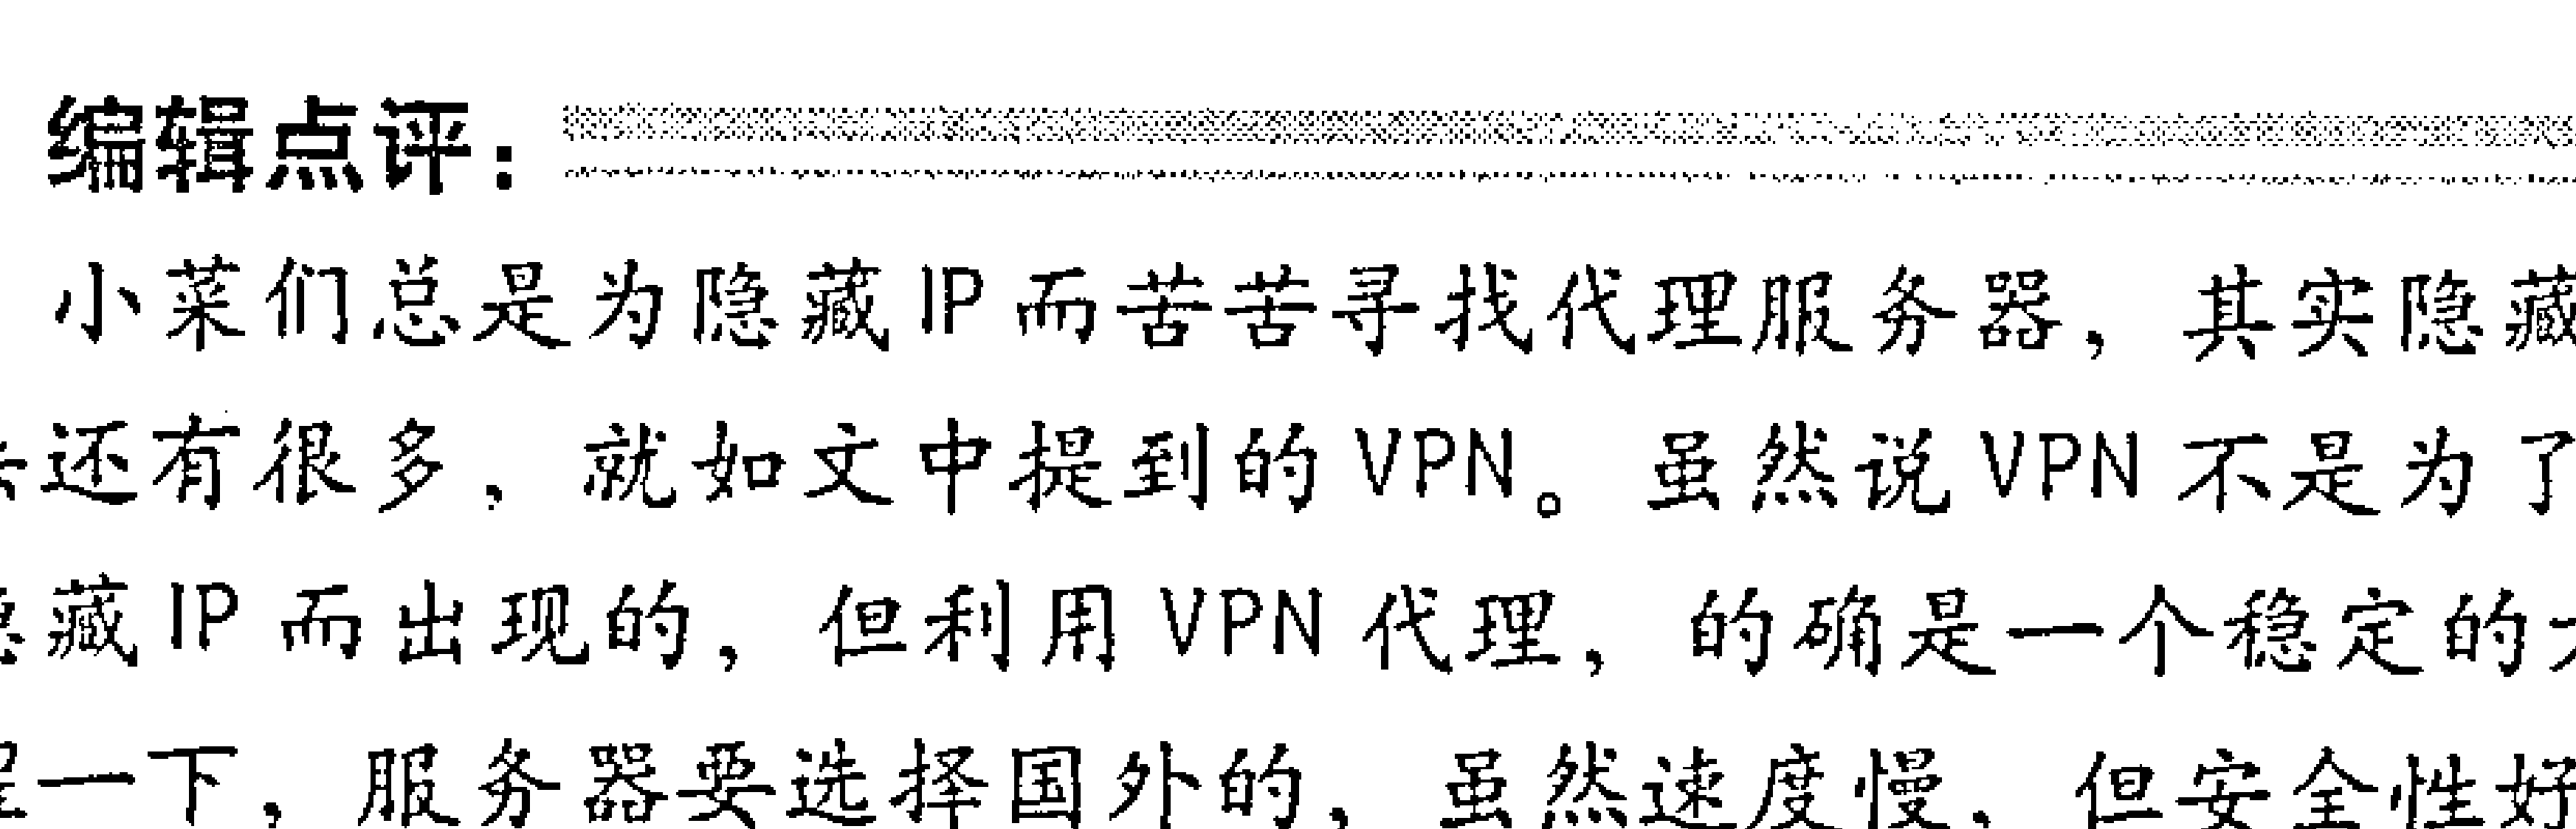 编辑点评：
小菜们总是为隐藏IP而苦苦寻找代理服务器，其实隐藏
还有很多，就如文中提到的VPN。虽然说VPN不是为了
藏IP而出现的，但利用VPN代理，的确是一个稳定的
一下，服务器要选择国外的，虽然速度慢，但安全性好